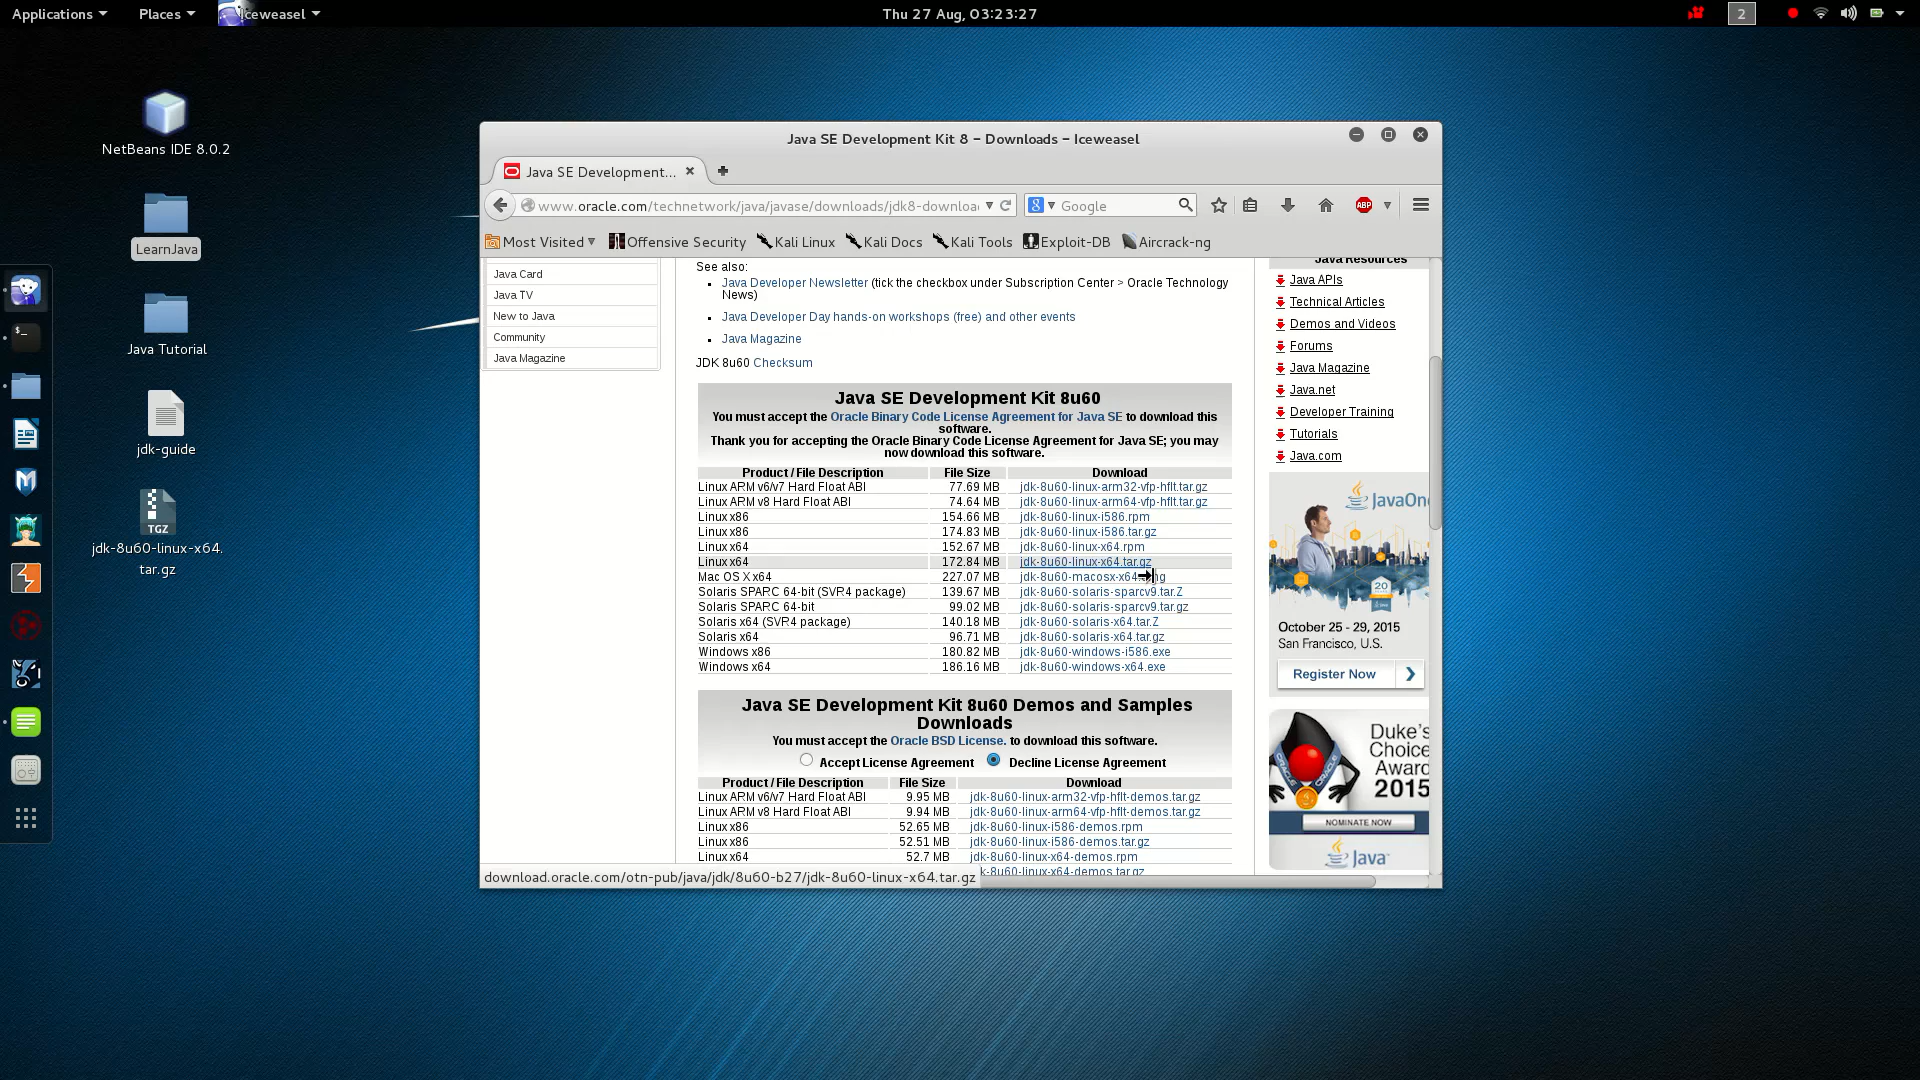 Applications
Places
Iceweasel
Thu 27 Aug, 03:23:27
2
NetBeans IDE 8.0.2
LearnJava
Java Tutorial
jdk-guide
TGZ
jdk-8u60-linux-x64.
tar.gz
$_
Java SE Development Kit 8 – Downloads – Iceweasel
Java SE Development...
www.oracle.com/technetwork/java/javase/downloads/jdk8-downloa
8
Google
ABP
Most Visited
Offensive Security
Kali Linux
Kali Docs
Kali Tools
Exploit-DB
Aircrack-ng
Java Card
Java TV
New to Java
Community
Java Magazine
See also:
Java Developer Newsletter (tick the checkbox under Subscription Center > Oracle Technology
News)
Java Developer Day hands-on workshops (free) and other events
Java Magazine
JDK 8u60 Checksum
Java SE Development Kit 8u60
You must accept the Oracle Binary Code License Agreement for Java SE to download this
software.
Thank you for accepting the Oracle Binary Code License Agreement for Java SE; you may
now download this software.
Product / File Description File Size Download
Linux ARM v6/v7 Hard Float ABI 77.69 MB jdk-8u60-linux-arm32-vfp-hflt.tar.gz
Linux ARM v8 Hard Float ABI 74.64 MB jdk-8u60-linux-arm64-vfp-hflt.tar.gz
Linux x86 154.66 MB jdk-8u60-linux-i586.rpm
Linux x86 174.83 MB jdk-8u60-linux-i586.tar.gz
Linux x64 152.67 MB jdk-8u60-linux-x64.rpm
Linux x64 172.84 MB jdk-8u60-linux-x64.tar.gz
Mac OS X x64 227.07 MB jdk-8u60-macosx-x64
Solaris SPARC 64-bit (SVR4 package) 139.67 MB jdk-8u60-solaris-sparcv9.tar.Z
Solaris SPARC 64-bit 99.02 MB jdk-8u60-solaris-sparcv9.tar.gz
Solaris x64 (SVR4 package) 140.18 MB jdk-8u60-solaris-x64.tar.Z
Solaris x64 96.71 MB jdk-8u60-solaris-x64.tar.gz
Windows x86 180.82 MB jdk-8u60-windows-i586.exe
Windows x64 186.16 MB jdk-8u60-windows-x64.exe
Java SE Development Kit 8u60 Demos and Samples
Downloads
You must accept the Oracle BSD License. to download this software.
Accept License Agreement Decline License Agreement
Product / File Description File Size Download
Linux ARM v6/v7 Hard Float ABI 9.95 MB jdk-8u60-linux-arm32-vfp-hflt-demos.tar.gz
Linux ARM v8 Hard Float ABI 9.94 MB jdk-8u60-linux-arm64-vfp-hflt-demos.tar.gz
Linux x86 52.65 MB jdk-8u60-linux-i586-demos.rpm
Linux x86 52.51 MB jdk-8u60-linux-i586-demos.tar.gz
Linux x64 52.7 MB jdk-8u60-linux-x64-demos.rpm
jdk-8u60-linux-x64-demos.tar.gz
download.oracle.com/otn-pub/java/jdk/8u60-b27/jdk-8u60-linux-x64.tar.gz
Java Resources
Java APIs
Technical Articles
Demos and Videos
Forums
Java Magazine
Java.net
Developer Training
Tutorials
Java.com
JavaOn
20
YEARS
October 25 - 29, 2015
San Francisco, U.S.
Register Now
Duke's
Choice
Award
2015
NOMINATE NOW
Java